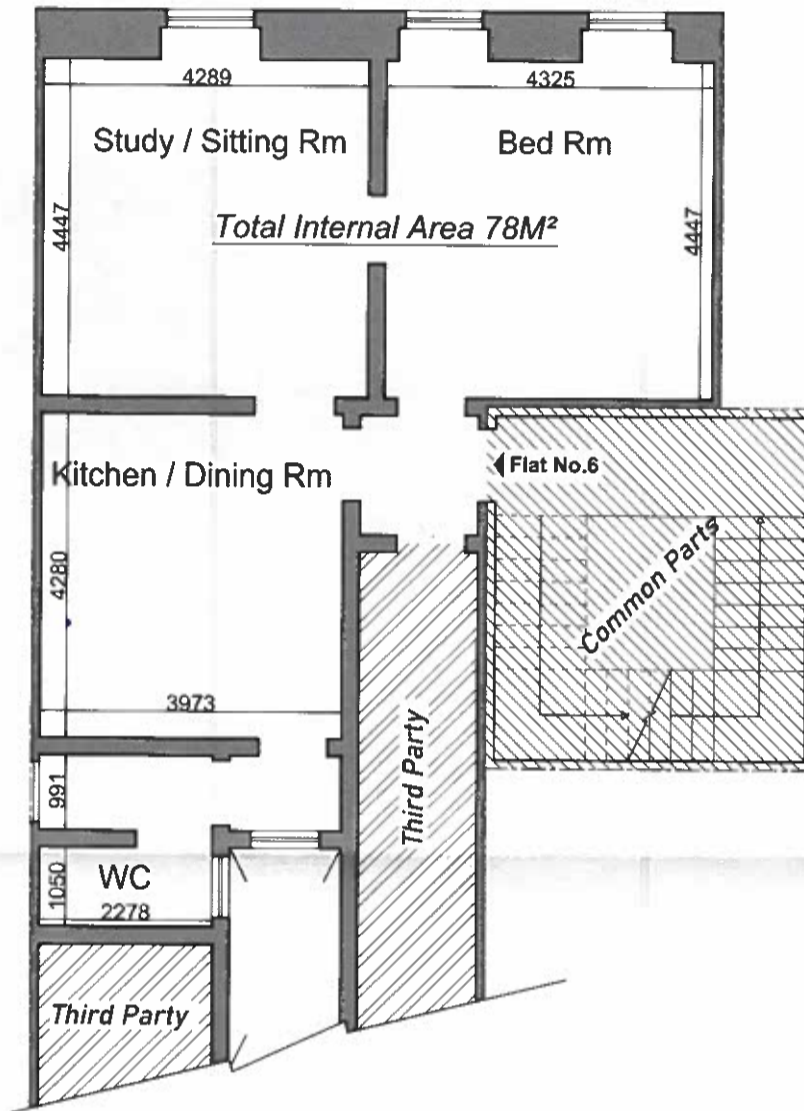 4289
4325
Study / Sitting Rm
Bed Rm
4447
4447
Total Internal Area 78M²
Kitchen / Dining Rm
Flat No.6
4280
Common Parts
3973
Third Party
991
1050
WC
2278
Third Party